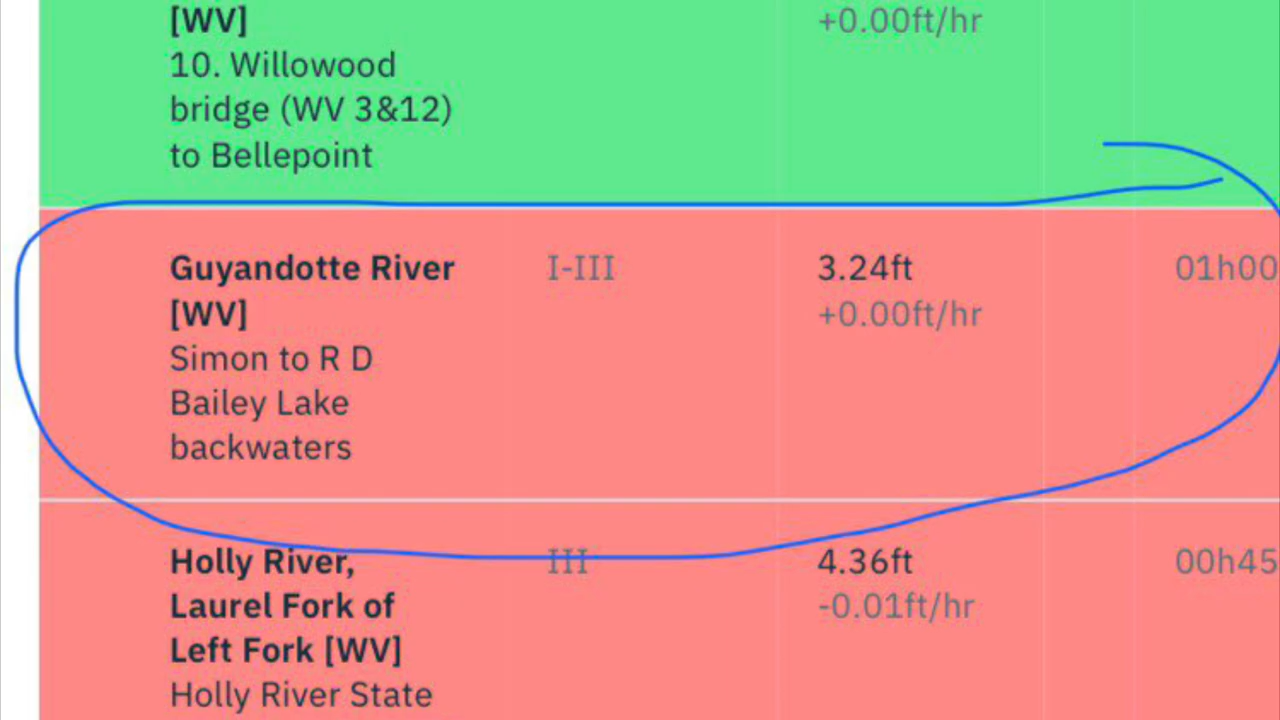 [WV]
+0.00ft/hr
10. Willowood
bridge (WV 3&12)
to Bellepoint
Guyandotte River
I-III
3.24ft
01h00
[WV]
+0.00ft/hr
Simon to R D
Bailey Lake
backwaters
Holly River,
III
4.36ft
00h45
Laurel Fork of
-0.01ft/hr
Left Fork [WV]
Holly River State